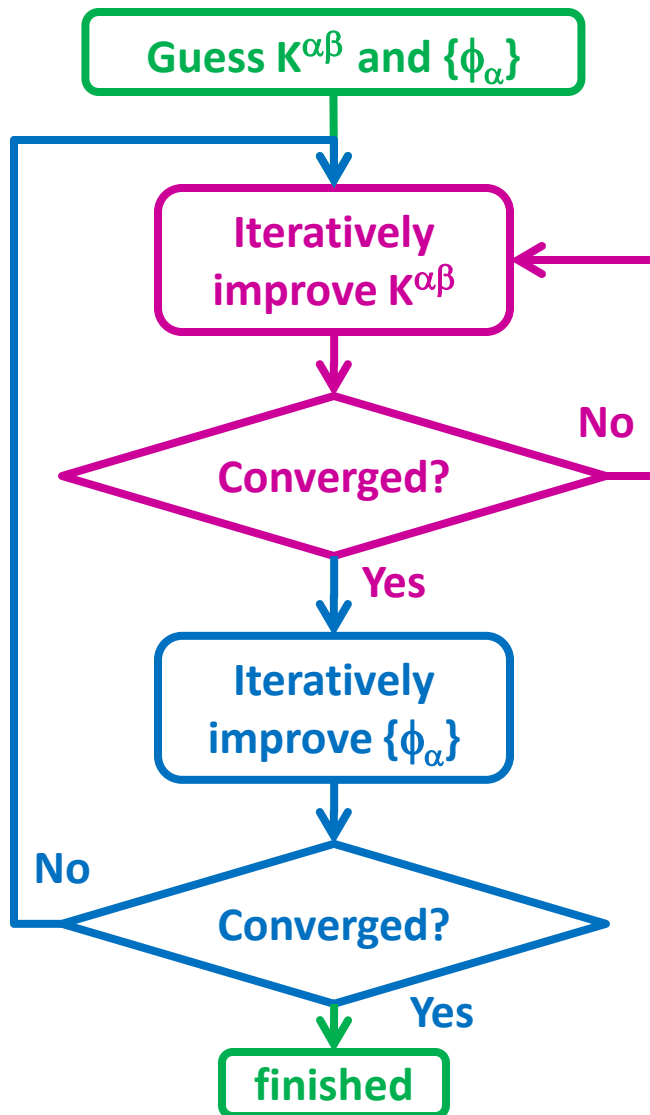 Guess K^αβ and {ϕ_α}
Iteratively
improve K^αβ
No
Converged?
Yes
Iteratively
improve {ϕ_α}
No
Converged?
Yes
finished